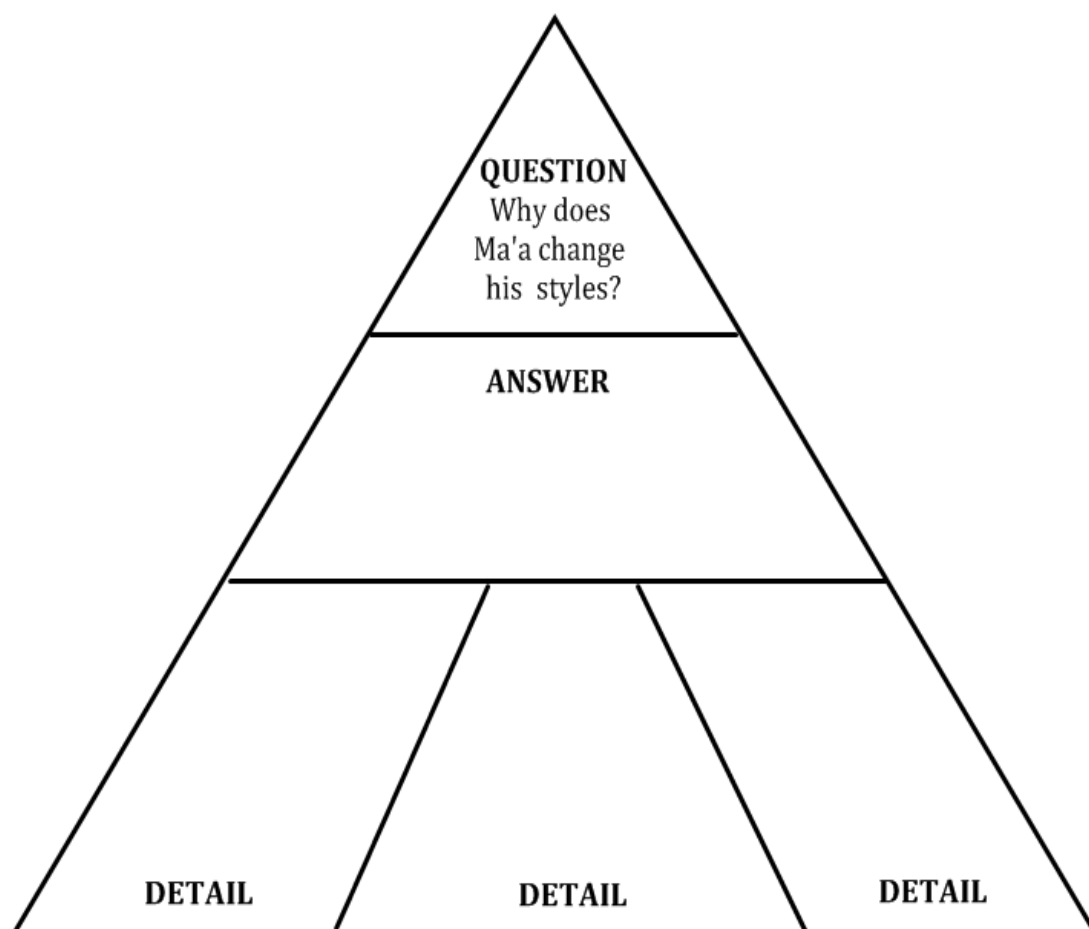 QUESTION
Why does
Ma'a change
his styles?
ANSWER
DETAIL
DETAIL
DETAIL